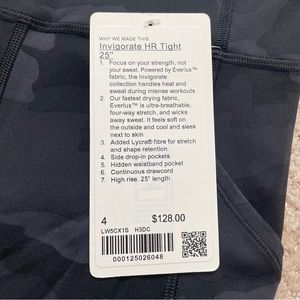 WHY WE MADE THIS
Invigorate HR Tight
25"
1. Focus on your strength, not
your sweat. Powered by Everlux™
fabric, the Invigorate
collection handles heat and
sweat during intense workouts
2. Our fastest drying fabric,
Everlux™ is ultra-breathable,
four-way stretch, and wicks
away sweat. It feels soft on
the outside and cool and sleek
next to skin
3. Added Lycra® fibre for stretch
and shape retention
4. Side drop-in pockets
5. Hidden waistband pocket
6. Continuous drawcord
7. High rise. 25" length
4 $128.00
LW5CX1S H3DC
000125026048